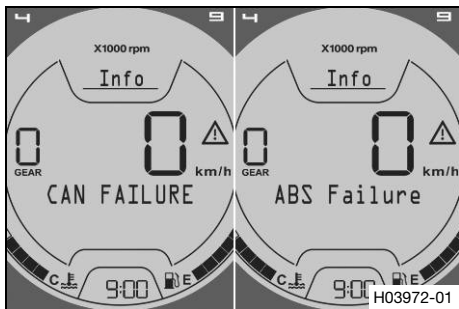 4 9
X1000 rpm
Info
0 0
GEAR km/h
CAN FAILURE
C E
9:00
4 9
X1000 rpm
Info
0 0
GEAR km/h
ABS Failure
C E
9:00
H03972-01